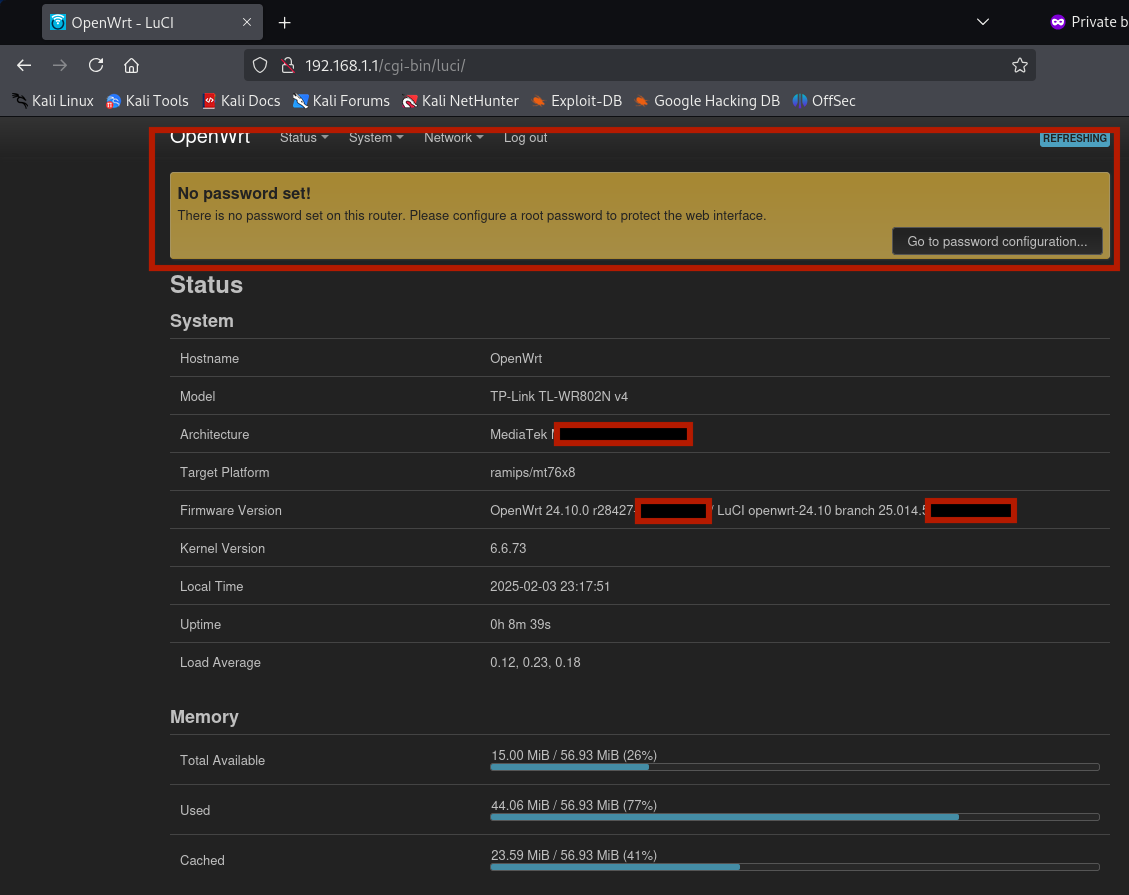 OpenWrt - LuCI
Private b
192.168.1.1/cgi-bin/luci/
Kali Linux Kali Tools Kali Docs Kali Forums Kali NetHunter Exploit-DB Google Hacking DB OffSec
OpenWrt Status System Network Log out REFRESHING
No password set!
There is no password set on this router. Please configure a root password to protect the web interface.
Go to password configuration...
Status
System
Hostname OpenWrt
Model TP-Link TL-WR802N v4
Architecture MediaTek
Target Platform ramips/mt76x8
Firmware Version OpenWrt 24.10.0 r28427- / LuCI openwrt-24.10 branch 25.014.5
Kernel Version 6.6.73
Local Time 2025-02-03 23:17:51
Uptime 0h 8m 39s
Load Average 0.12, 0.23, 0.18
Memory
Total Available 15.00 MiB / 56.93 MiB (26%)
Used 44.06 MiB / 56.93 MiB (77%)
Cached 23.59 MiB / 56.93 MiB (41%)